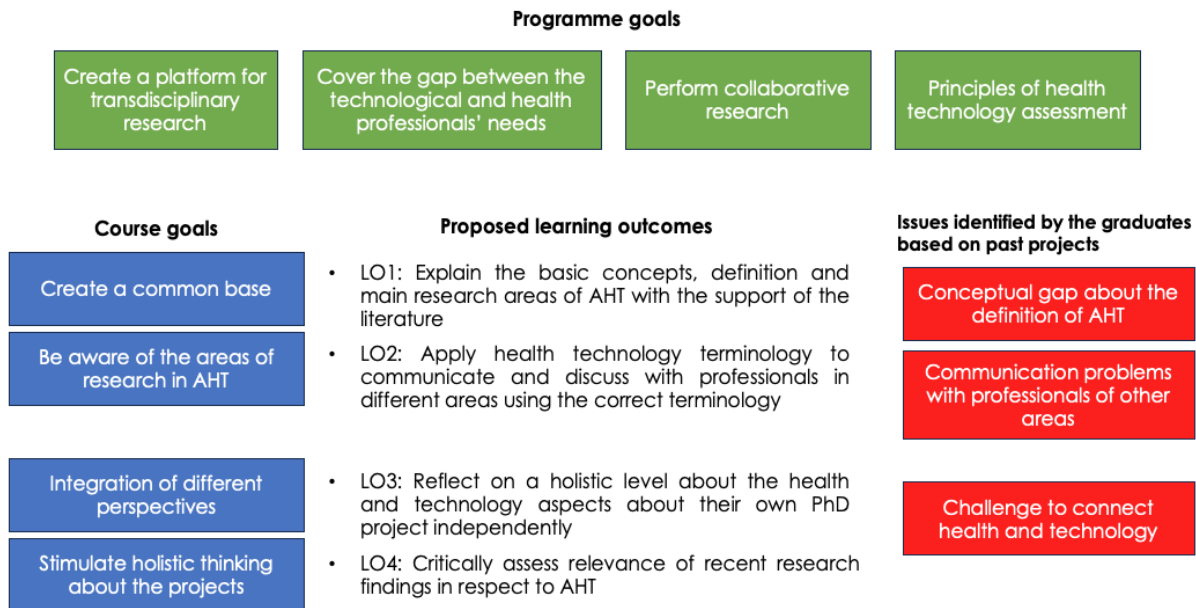 Programme goals
Create a platform for
transdisciplinary
research
Cover the gap between the
technological and health
professionals' needs
Perform collaborative
research
Principles of health
technology assessment
Course goals
Create a common base
Be aware of the areas of
research in AHT
Integration of different
perspectives
Stimulate holistic thinking
about the projects
Proposed learning outcomes
• LO1: Explain the basic concepts, definition and
main research areas of AHT with the support of the
literature
• LO2: Apply health technology terminology to
communicate and discuss with professionals in
different areas using the correct terminology
• LO3: Reflect on a holistic level about the health
and technology aspects about their own PhD
project independently
• LO4: Critically assess relevance of recent research
findings in respect to AHT
Issues identified by the graduates
based on past projects
Conceptual gap about the
definition of AHT
Communication problems
with professionals of other
areas
Challenge to connect
health and technology